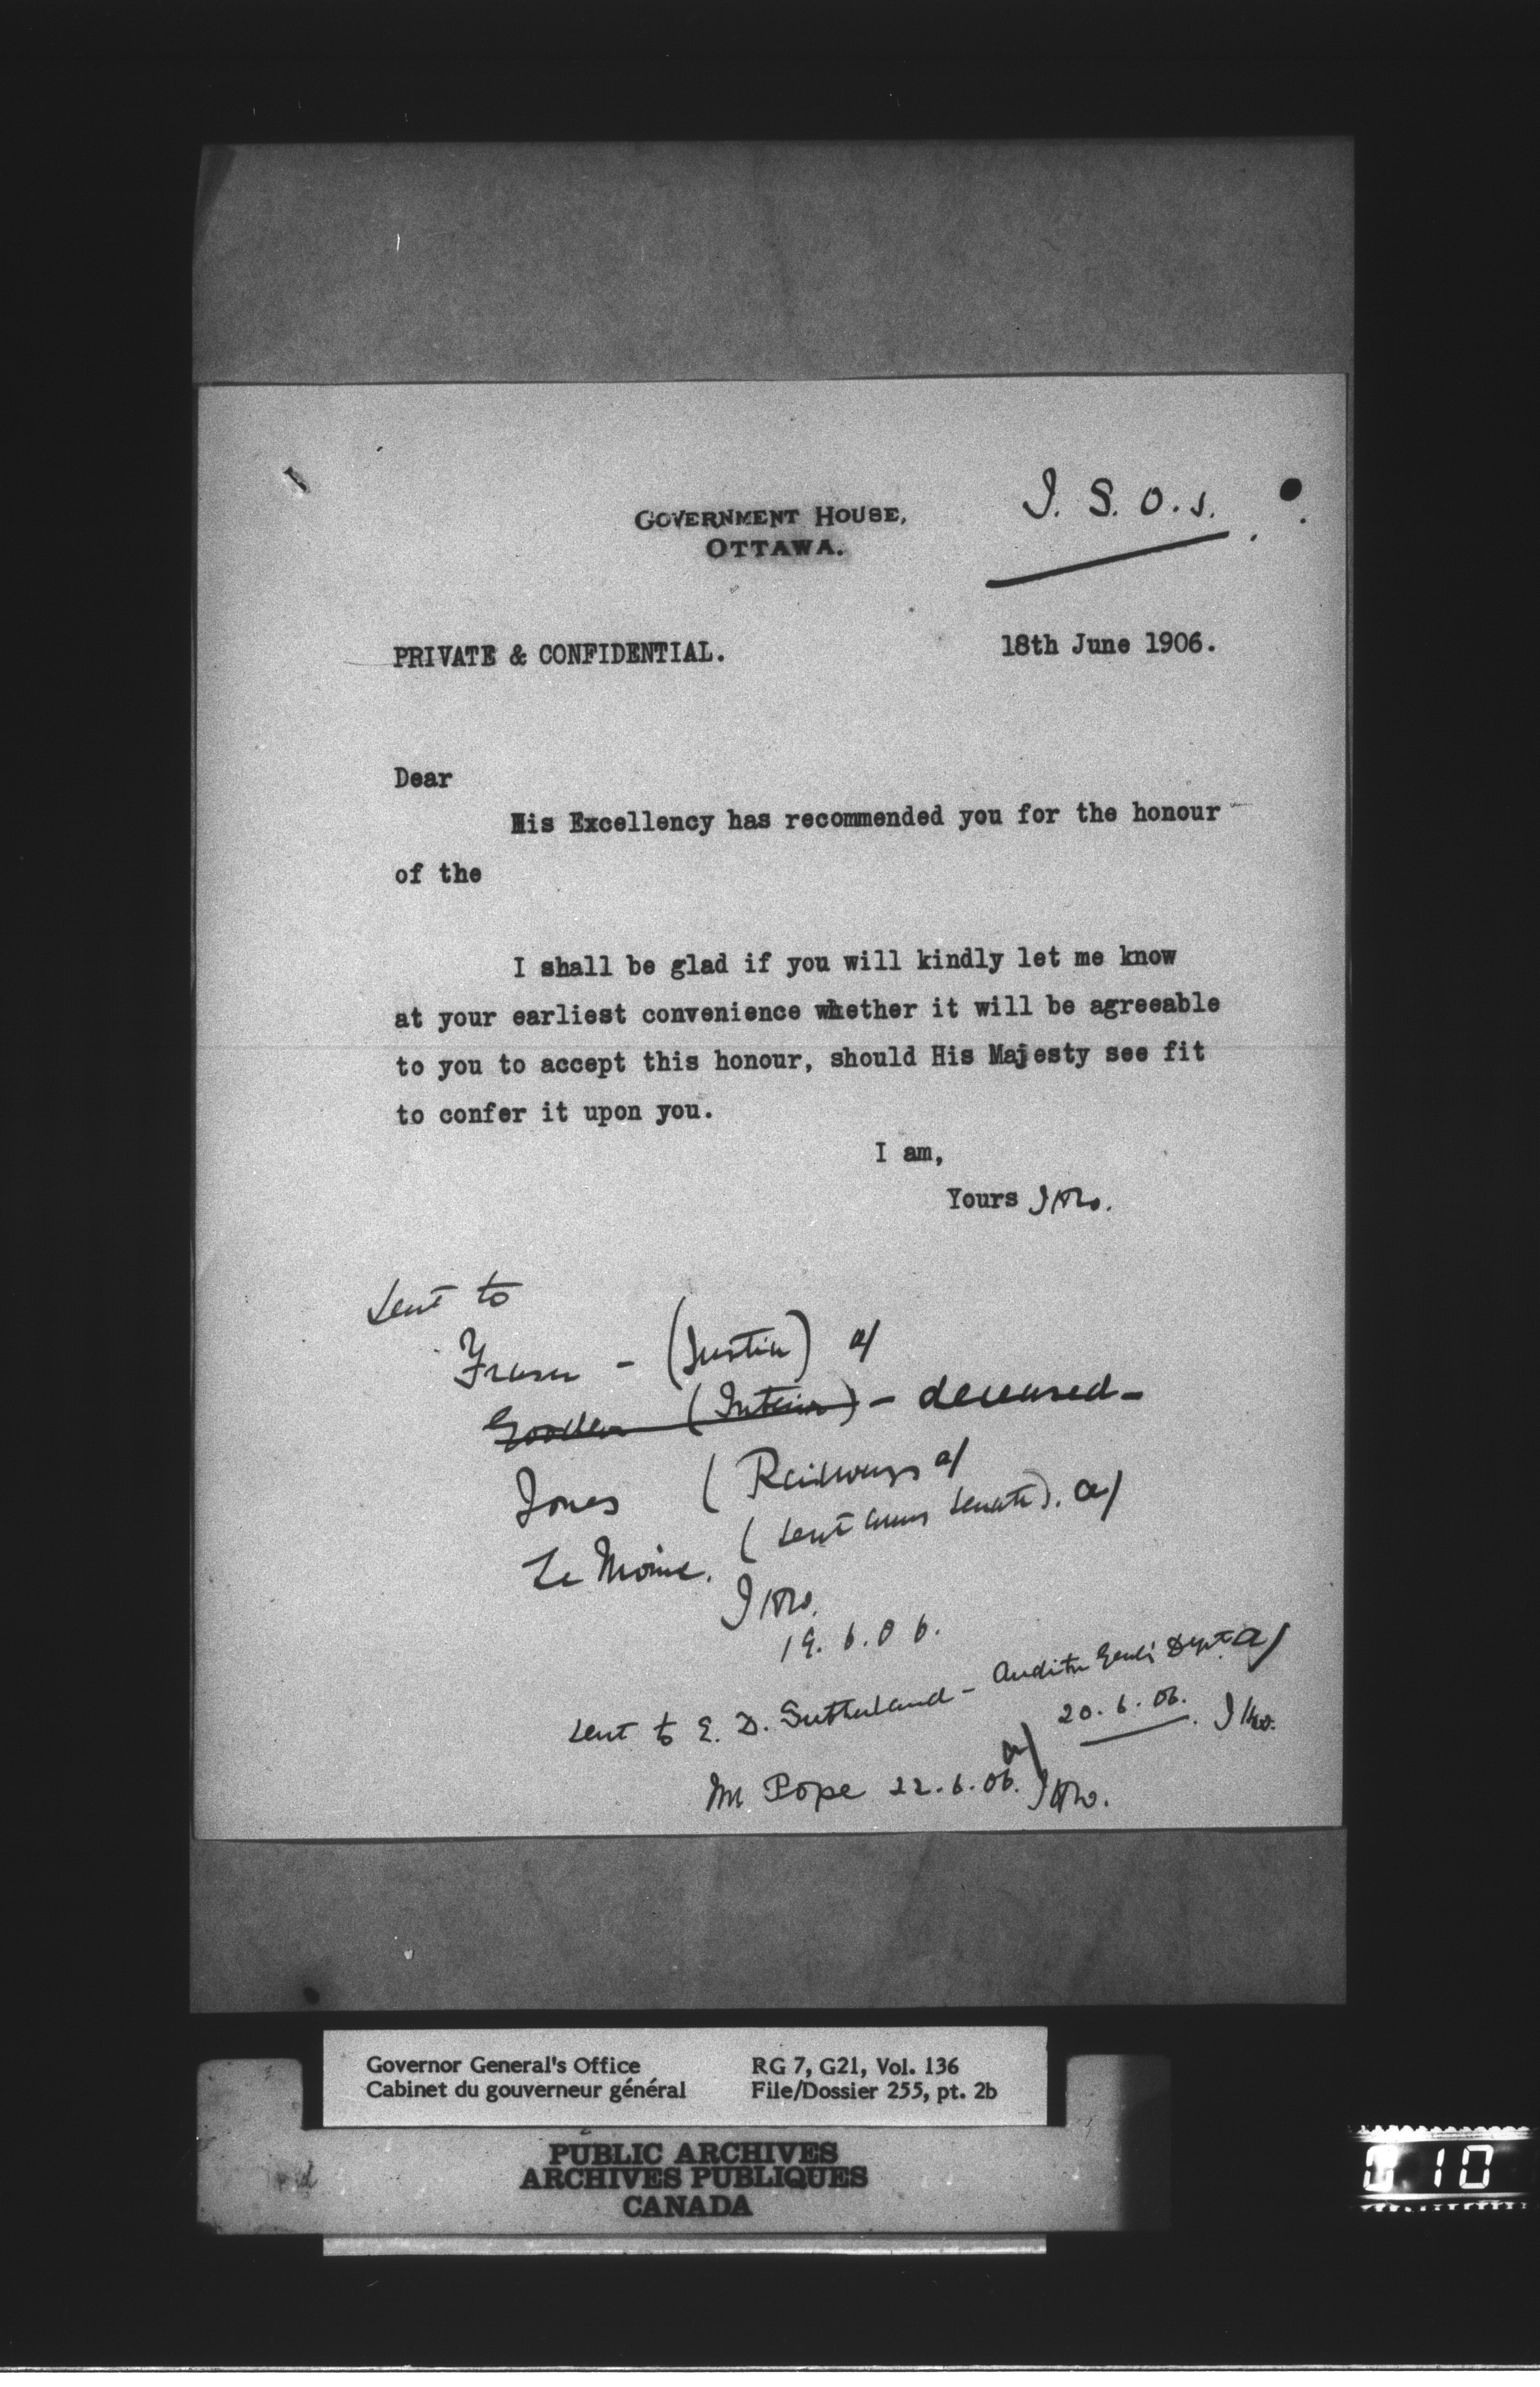 I. S. O.s.
GOVERNMENT HOUSE,
OTTAWA.
PRIVATE & CONFIDENTIAL.
18th June 1906.
Dear
His Excellency has recommended you for the honour
of the
I shall be glad if you will kindly let me know
at your earliest convenience whether it will be agreeable
to you to accept this honour, should His Majesty see fit
to confer it upon you.
I am,
Yours
Sent to
Fraser - (Justice) a/
(Interior) - deceased -
Jones (Railways a/
Le Moine. (Sent Senate). a/
19.6.06.
Sent to E. D. Sutherland - Auditor Genl's Dept. a/
20.6.06.
Mr Pope 22.6.06. a/
Governor General's Office
Cabinet du gouverneur général
RG 7, G21, Vol. 136
File/Dossier 255, pt. 2b
PUBLIC ARCHIVES
ARCHIVES PUBLIQUES
CANADA
10